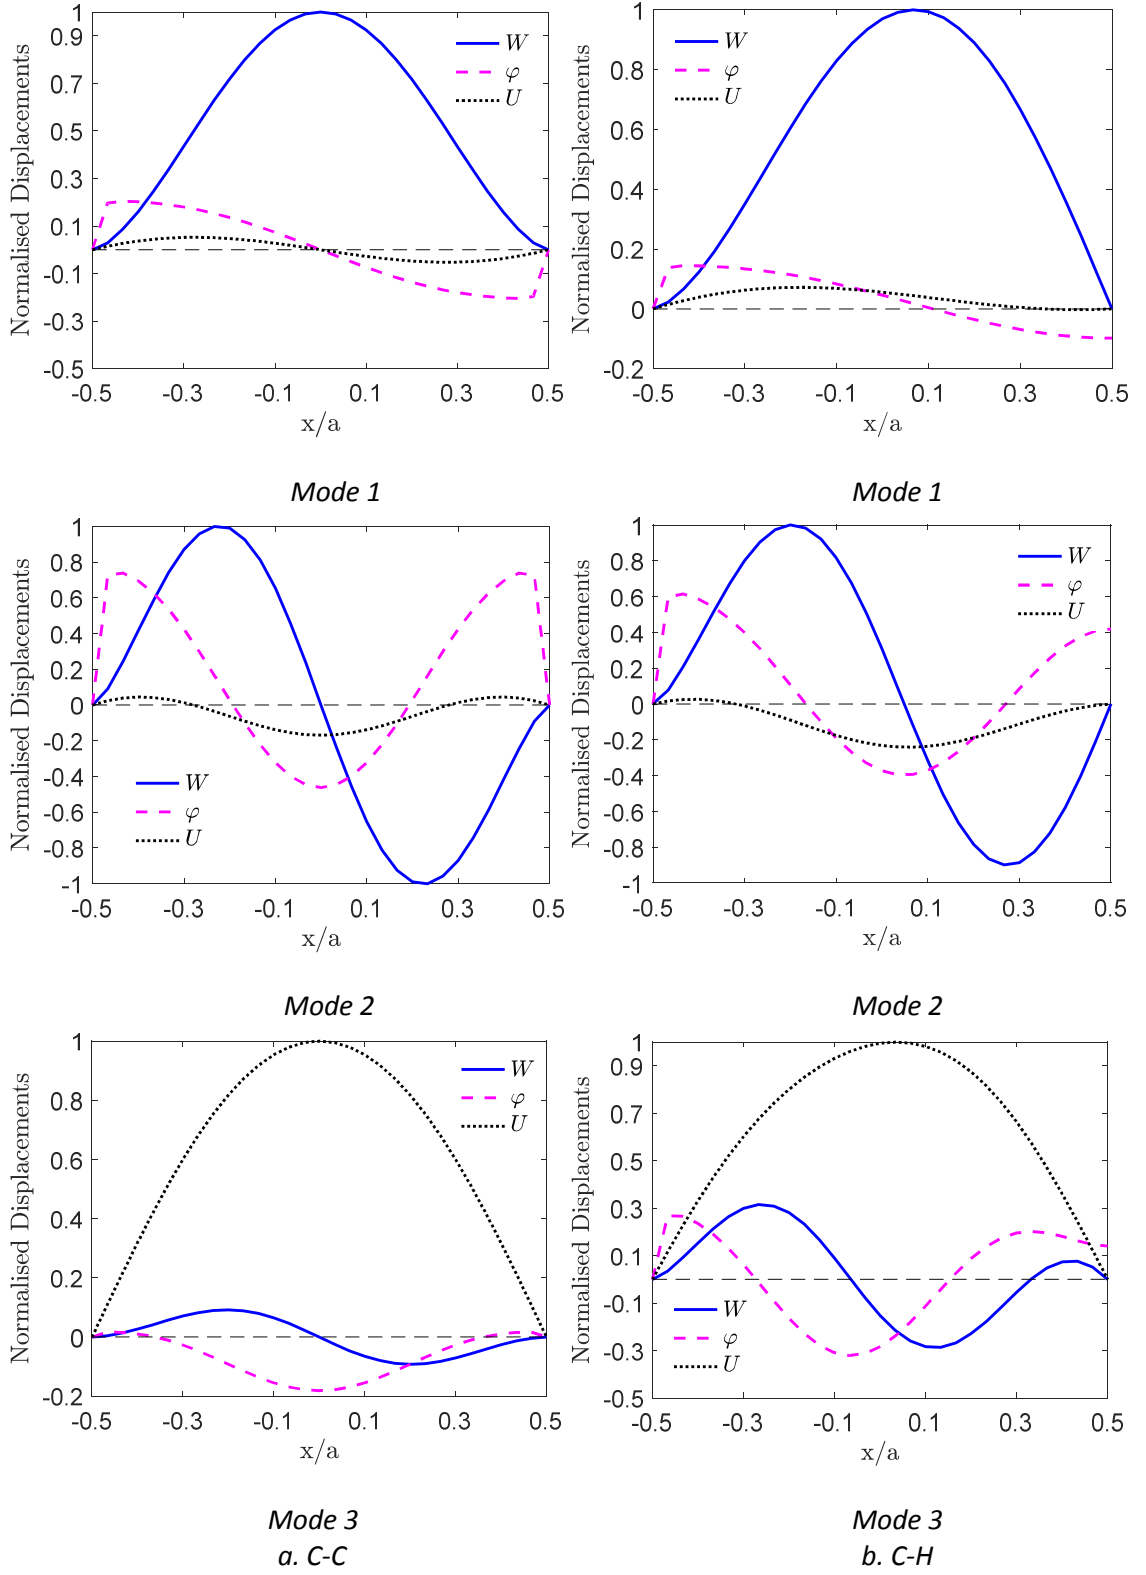 1
0.9
0.7
0.5
0.3
0.1
-0.1
-0.3
-0.5
-0.5 -0.3 -0.1 0.1 0.3 0.5
x/a
Normalised Displacements
W
φ
U
Mode 1
1
0.8
0.6
0.4
0.2
0
-0.2
-0.5 -0.3 -0.1 0.1 0.3 0.5
x/a
Normalised Displacements
W
φ
U
Mode 1
1
0.8
0.6
0.4
0.2
0
-0.2
-0.4
-0.6
-0.8
-1
-0.5 -0.3 -0.1 0.1 0.3 0.5
x/a
Normalised Displacements
W
φ
U
Mode 2
1
0.8
0.6
0.4
0.2
0
-0.2
-0.4
-0.6
-0.8
-1
-0.5 -0.3 -0.1 0.1 0.3 0.5
x/a
Normalised Displacements
W
φ
U
Mode 2
1
0.8
0.6
0.4
0.2
0
-0.2
-0.5 -0.3 -0.1 0.1 0.3 0.5
x/a
Normalised Displacements
W
φ
U
Mode 3
a. C-C
1
0.9
0.7
0.5
0.3
0.1
-0.1
-0.3
-0.5
-0.5 -0.3 -0.1 0.1 0.3 0.5
x/a
Normalised Displacements
W
φ
U
Mode 3
b. C-H